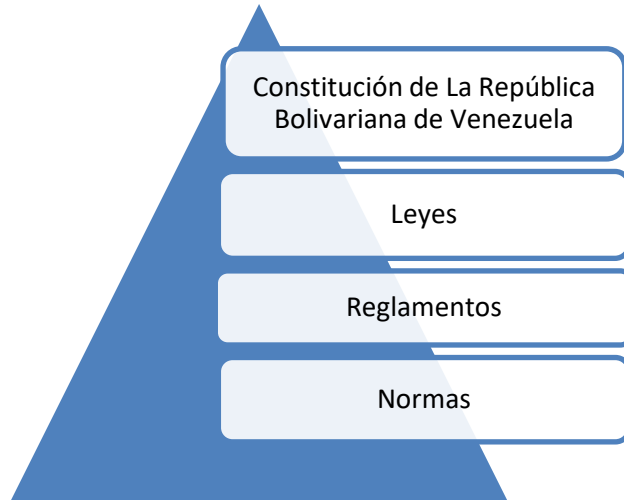 Constitución de La República
Bolivariana de Venezuela
Leyes
Reglamentos
Normas